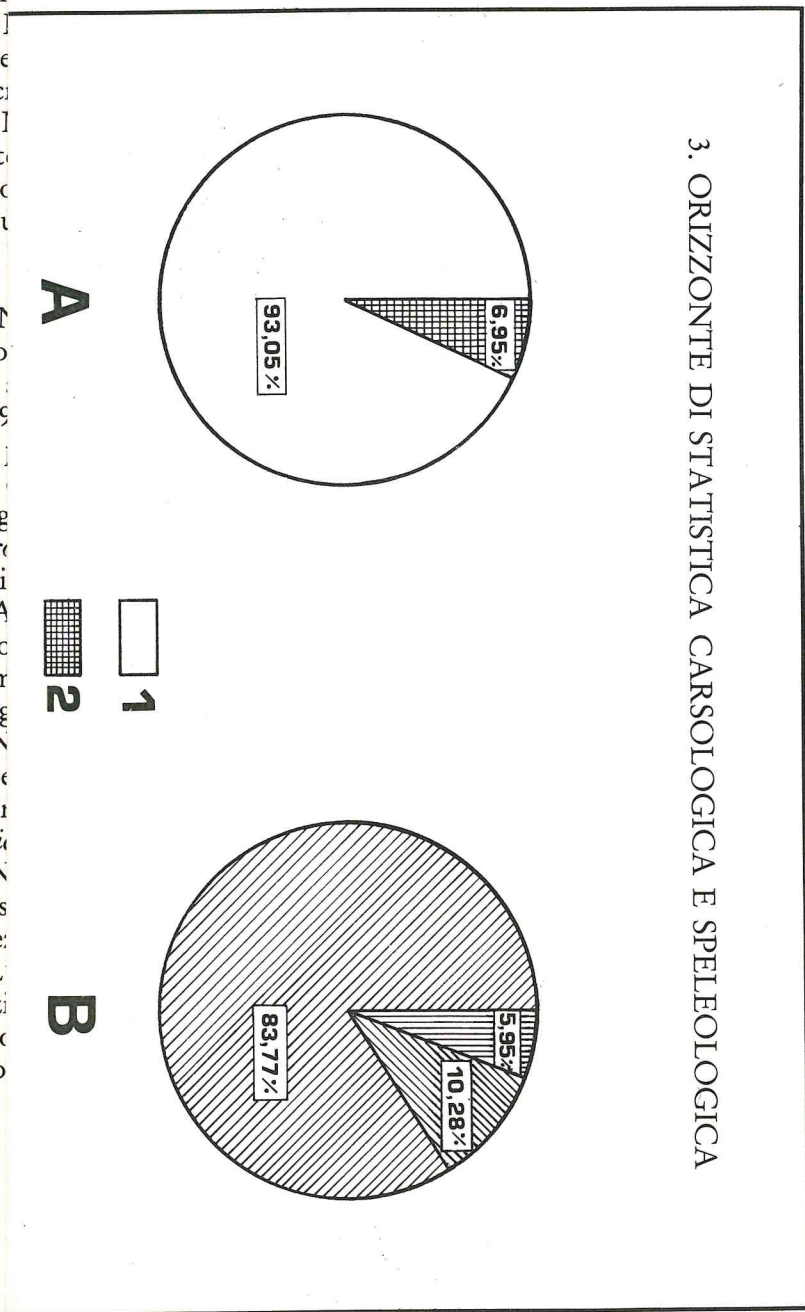 3. ORIZZONTE DI STATISTICA CARSOLOGICA E SPELEOLOGICA
6,95%
93,05%
A
1
2
5,95%
10,28%
83,77%
B